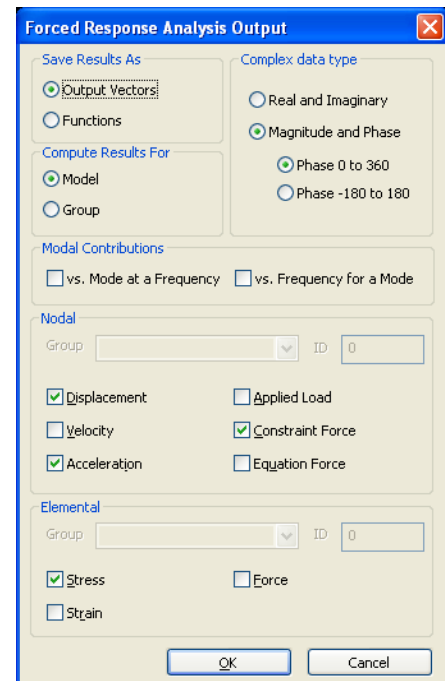 Forced Response Analysis Output
Save Results As
Output Vectors
Functions
Complex data type
Real and Imaginary
Magnitude and Phase
Phase 0 to 360
Phase -180 to 180
Compute Results For
Model
Group
Modal Contributions
vs. Mode at a Frequency
vs. Frequency for a Mode
Nodal
Group
ID
0
Displacement
Applied Load
Velocity
Constraint Force
Acceleration
Equation Force
Elemental
Group
ID
0
Stress
Force
Strain
OK
Cancel